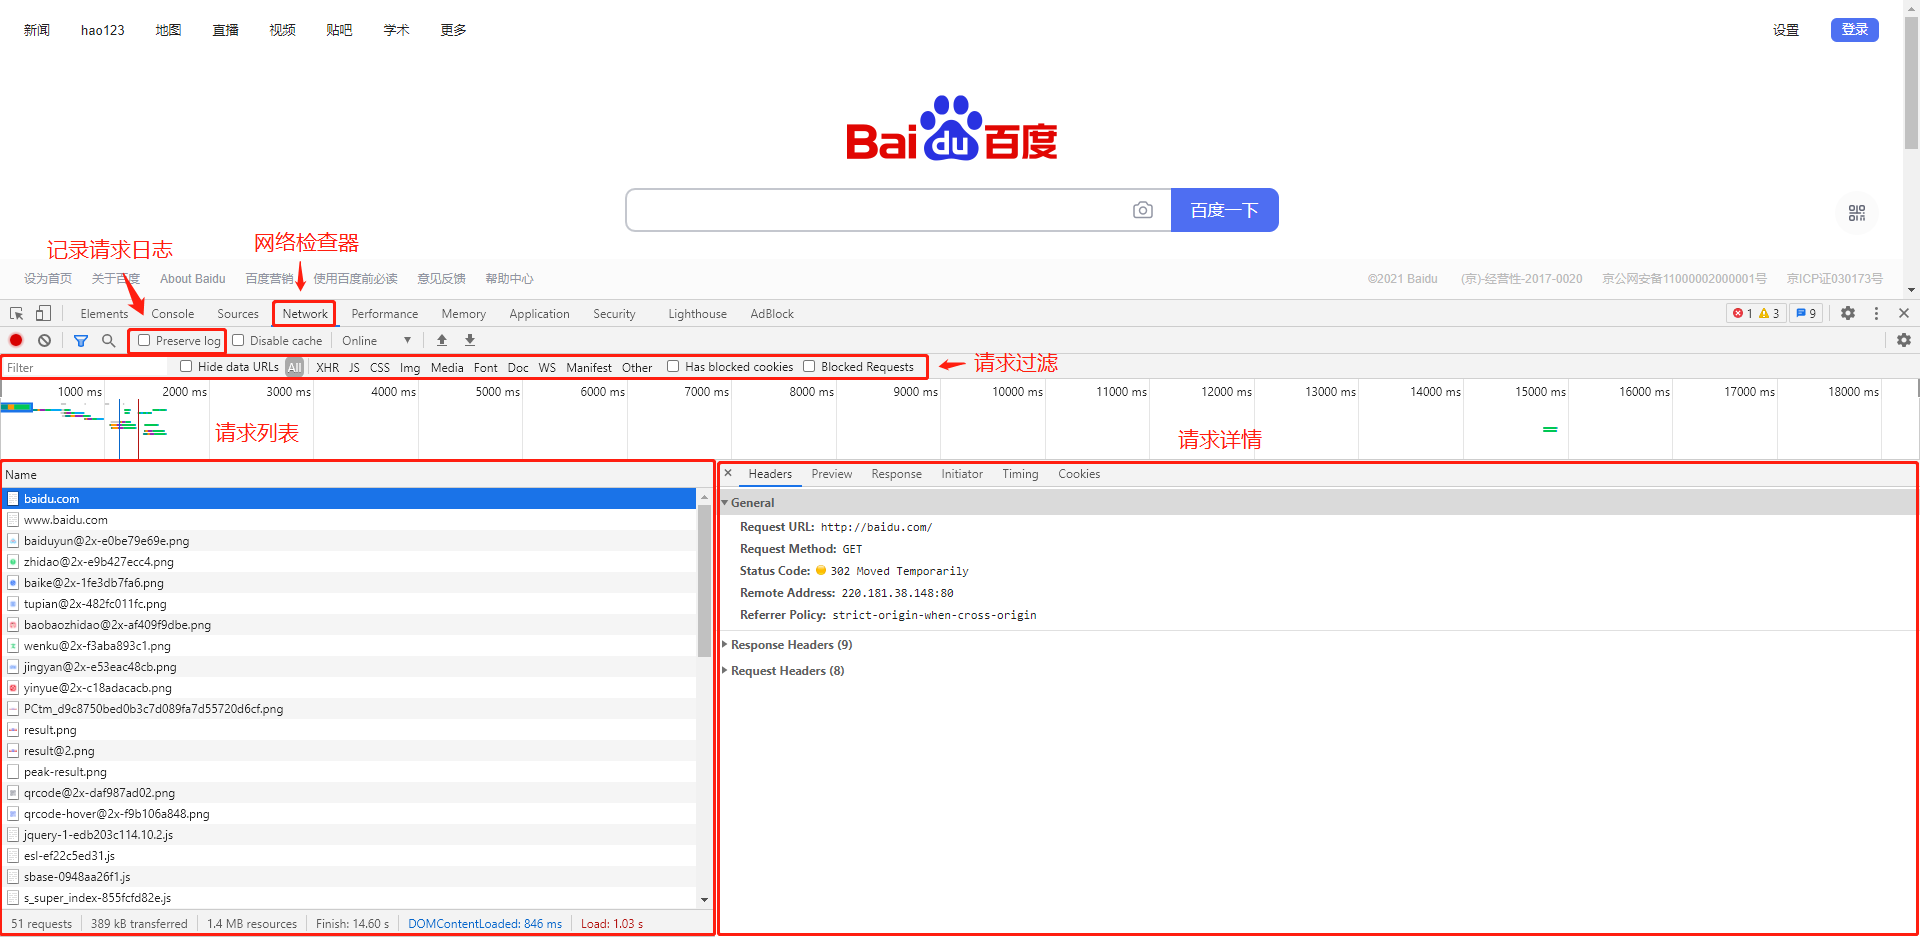 新闻 hao123 地图 直播 视频 贴吧 学术 更多 设置 登录
Bai du 百度
百度一下
记录请求日志 网络检查器
设为首页 关于百度 About Baidu 百度营销 使用百度前必读 意见反馈 帮助中心 ©2021 Baidu (京)-经营性-2017-0020 京公网安备11000002000001号 京ICP证030173号
Elements Console Sources Network Performance Memory Application Security Lighthouse AdBlock 1 3 9
Preserve log Disable cache Online
Filter Hide data URLs All XHR JS CSS Img Media Font Doc WS Manifest Other Has blocked cookies Blocked Requests 请求过滤
1000 ms 2000 ms 3000 ms 4000 ms 5000 ms 6000 ms 7000 ms 8000 ms 9000 ms 10000 ms 11000 ms 12000 ms 13000 ms 14000 ms 15000 ms 16000 ms 17000 ms 18000 ms
请求列表 请求详情
Name
baidu.com
www.baidu.com
baiduyun@2x-e0be79e69e.png
zhidao@2x-e9b427ecc4.png
baike@2x-1fe3db7fa6.png
tupian@2x-482fc011fc.png
baobaozhidao@2x-af409f9dbe.png
wenku@2x-f3aba893c1.png
jingyan@2x-e53eac48cb.png
yinyue@2x-c18adacacb.png
PCtm_d9c8750bed0b3c7d089fa7d55720d6cf.png
result.png
result@2.png
peak-result.png
qrcode@2x-daf987ad02.png
qrcode-hover@2x-f9b106a848.png
jquery-1-edb203c114.10.2.js
esl-ef22c5ed31.js
sbase-0948aa26f1.js
s_super_index-855fcfd82e.js
51 requests 389 kB transferred 1.4 MB resources Finish: 14.60 s DOMContentLoaded: 846 ms Load: 1.03 s
Headers Preview Response Initiator Timing Cookies
General
Request URL: http://baidu.com/
Request Method: GET
Status Code: 302 Moved Temporarily
Remote Address: 220.181.38.148:80
Referrer Policy: strict-origin-when-cross-origin
Response Headers (9)
Request Headers (8)